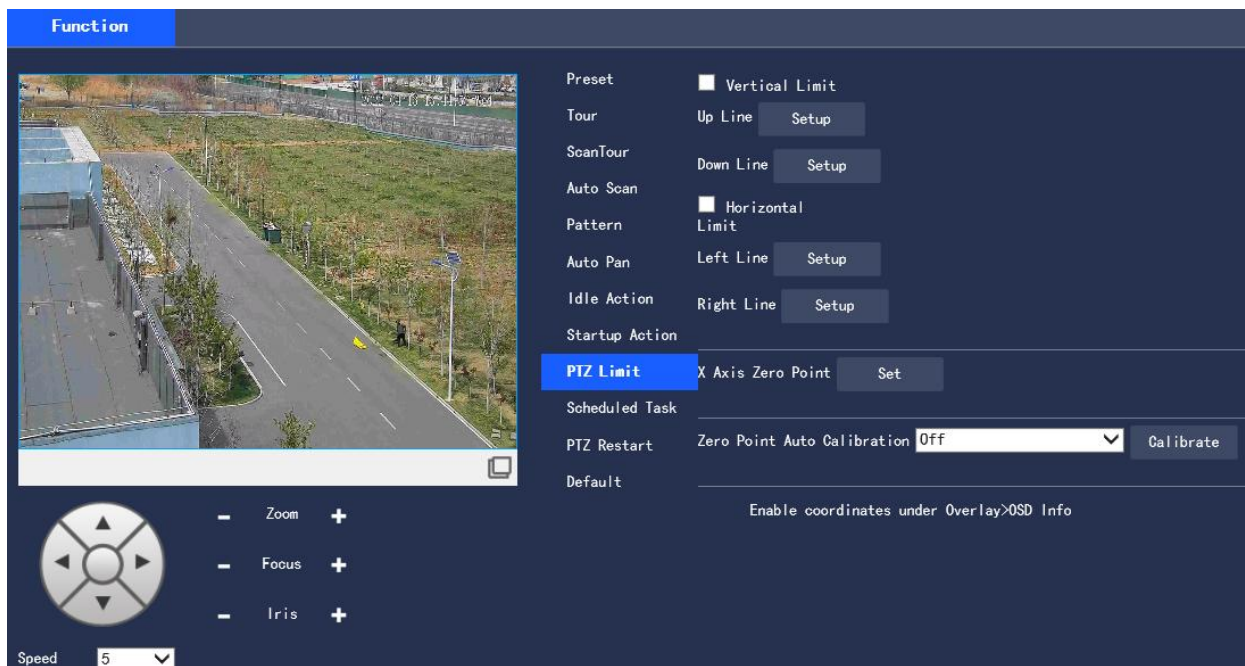 Function
Preset
Tour
ScanTour
Auto Scan
Pattern
Auto Pan
Idle Action
Startup Action
PTZ Limit
Scheduled Task
PTZ Restart
Default
Vertical Limit
Up Line Setup
Down Line Setup
Horizontal
Limit
Left Line Setup
Right Line Setup
X Axis Zero Point Set
Zero Point Auto Calibration Off Calibrate
Enable coordinates under Overlay>OSD Info
- Zoom +
- Focus +
- Iris +
Speed 5